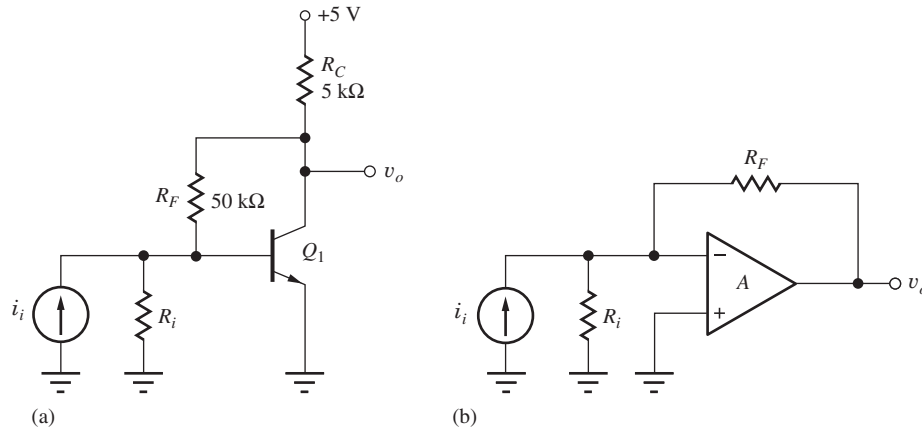 +5 V
R_C
5 kΩ
v_o
R_F
50 kΩ
Q_1
i_i
R_i
(a)
R_F
A
−
+
v_o
i_i
R_i
(b)